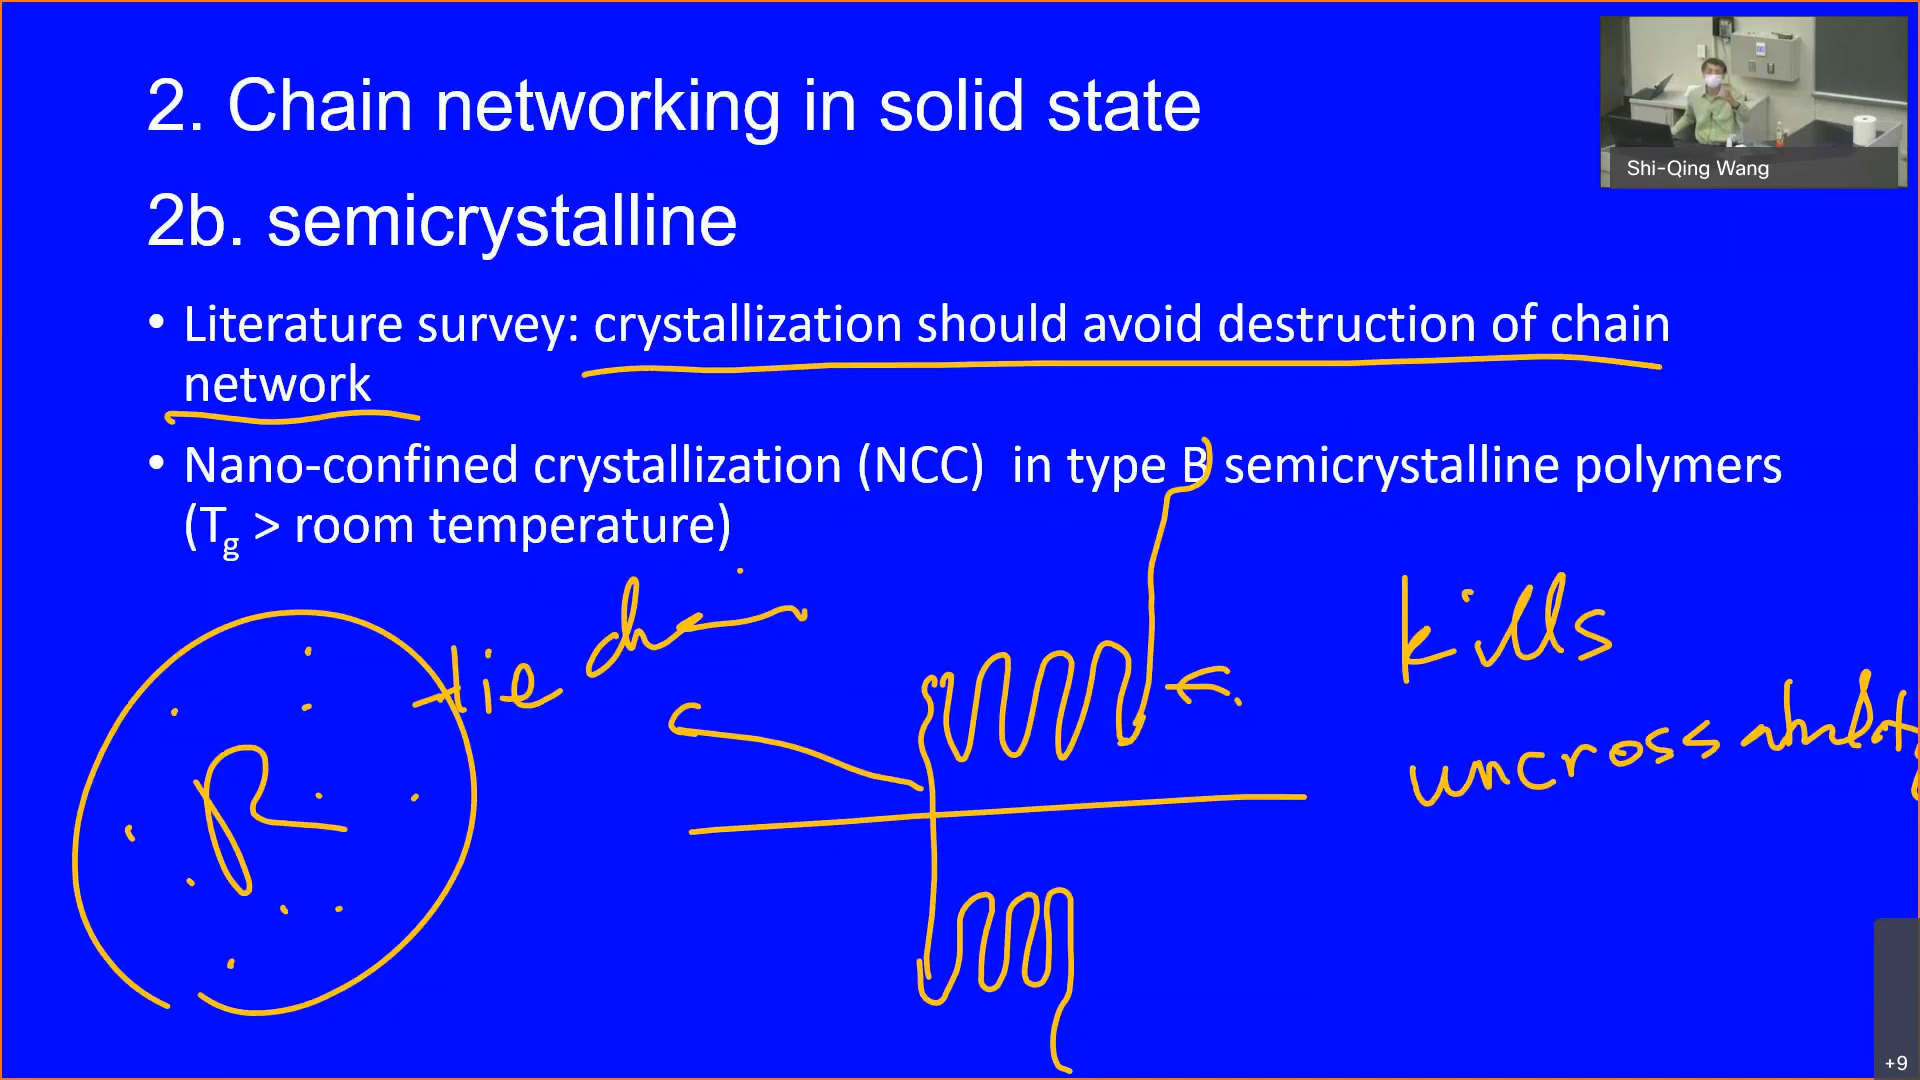 2. Chain networking in solid state
2b. semicrystalline
• Literature survey: crystallization should avoid destruction of chain
network
• Nano-confined crystallization (NCC) in type B semicrystalline polymers
(Tg > room temperature)
tie chain
kills
uncrossability
R
Shi-Qing Wang
+9